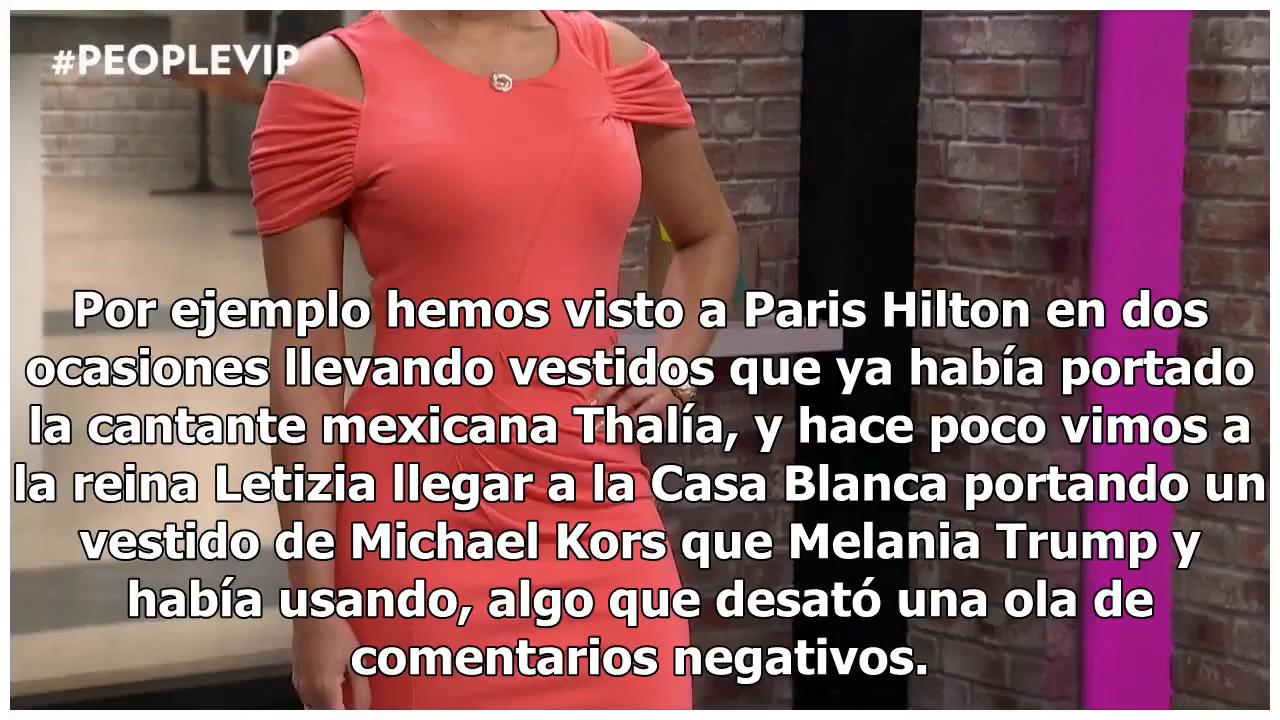 #PEOPLEVIP
Por ejemplo hemos visto a Paris Hilton en dos
ocasiones llevando vestidos que ya había portado
la cantante mexicana Thalía, y hace poco vimos a
la reina Letizia llegar a la Casa Blanca portando un
vestido de Michael Kors que Melania Trump y
había usando, algo que desató una ola de
comentarios negativos.